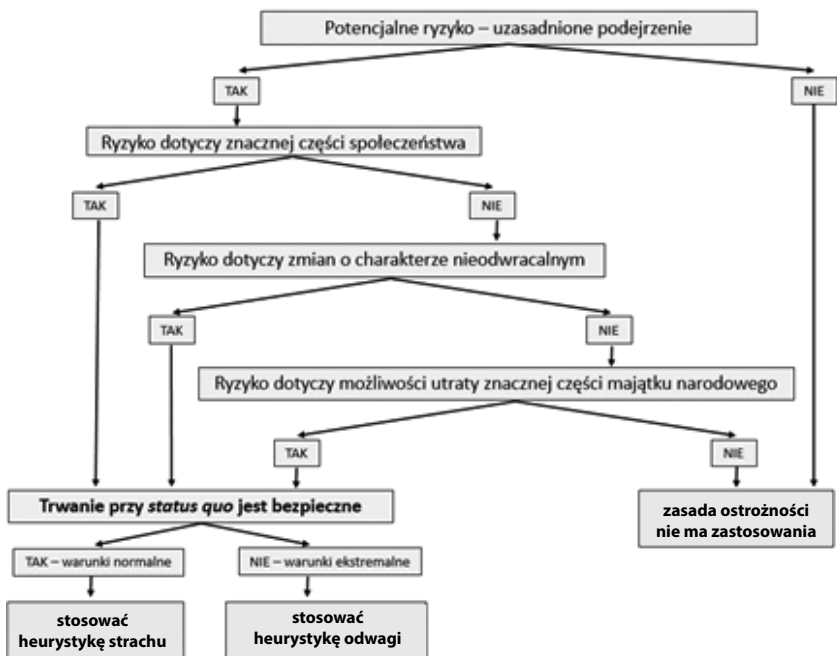 Potencjalne ryzyko – uzasadnione podejrzenie
TAK
NIE
Ryzyko dotyczy znacznej części społeczeństwa
TAK
NIE
Ryzyko dotyczy zmian o charakterze nieodwracalnym
TAK
NIE
Ryzyko dotyczy możliwości utraty znacznej części majątku narodowego
TAK
NIE
Trwanie przy status quo jest bezpieczne
zasada ostrożności
nie ma zastosowania
TAK – warunki normalne
NIE – warunki ekstremalne
stosować
heurystykę strachu
stosować
heurystykę odwagi